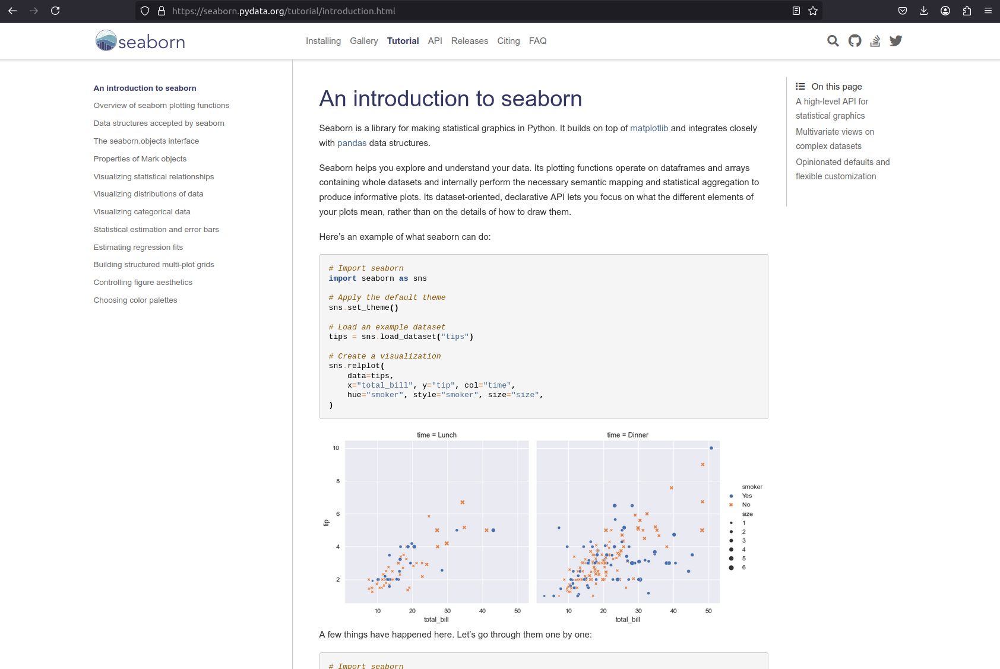 https://seaborn.pydata.org/tutorial/introduction.html
seaborn
Installing Gallery Tutorial API Releases Citing FAQ
An introduction to seaborn
Overview of seaborn plotting functions
Data structures accepted by seaborn
The seaborn.objects interface
Properties of Mark objects
Visualizing statistical relationships
Visualizing distributions of data
Visualizing categorical data
Statistical estimation and error bars
Estimating regression fits
Building structured multi-plot grids
Controlling figure aesthetics
Choosing color palettes
An introduction to seaborn
Seaborn is a library for making statistical graphics in Python. It builds on top of matplotlib and integrates closely
with pandas data structures.
Seaborn helps you explore and understand your data. Its plotting functions operate on dataframes and arrays
containing whole datasets and internally perform the necessary semantic mapping and statistical aggregation to
produce informative plots. Its dataset-oriented, declarative API lets you focus on what the different elements of
your plots mean, rather than on the details of how to draw them.
Here’s an example of what seaborn can do:
# Import seaborn
import seaborn as sns
# Apply the default theme
sns.set_theme()
# Load an example dataset
tips = sns.load_dataset("tips")
# Create a visualization
sns.relplot(
    data=tips,
    x="total_bill", y="tip", col="time",
    hue="smoker", style="smoker", size="size",
)
time = Lunch
time = Dinner
10
8
6
4
2
tip
10 20 30 40 50
total_bill
10 20 30 40 50
total_bill
smoker
Yes
No
size
1
2
3
4
5
6
A few things have happened here. Let’s go through them one by one:
# Import seaborn
On this page
A high-level API for
statistical graphics
Multivariate views on
complex datasets
Opinionated defaults and
flexible customization